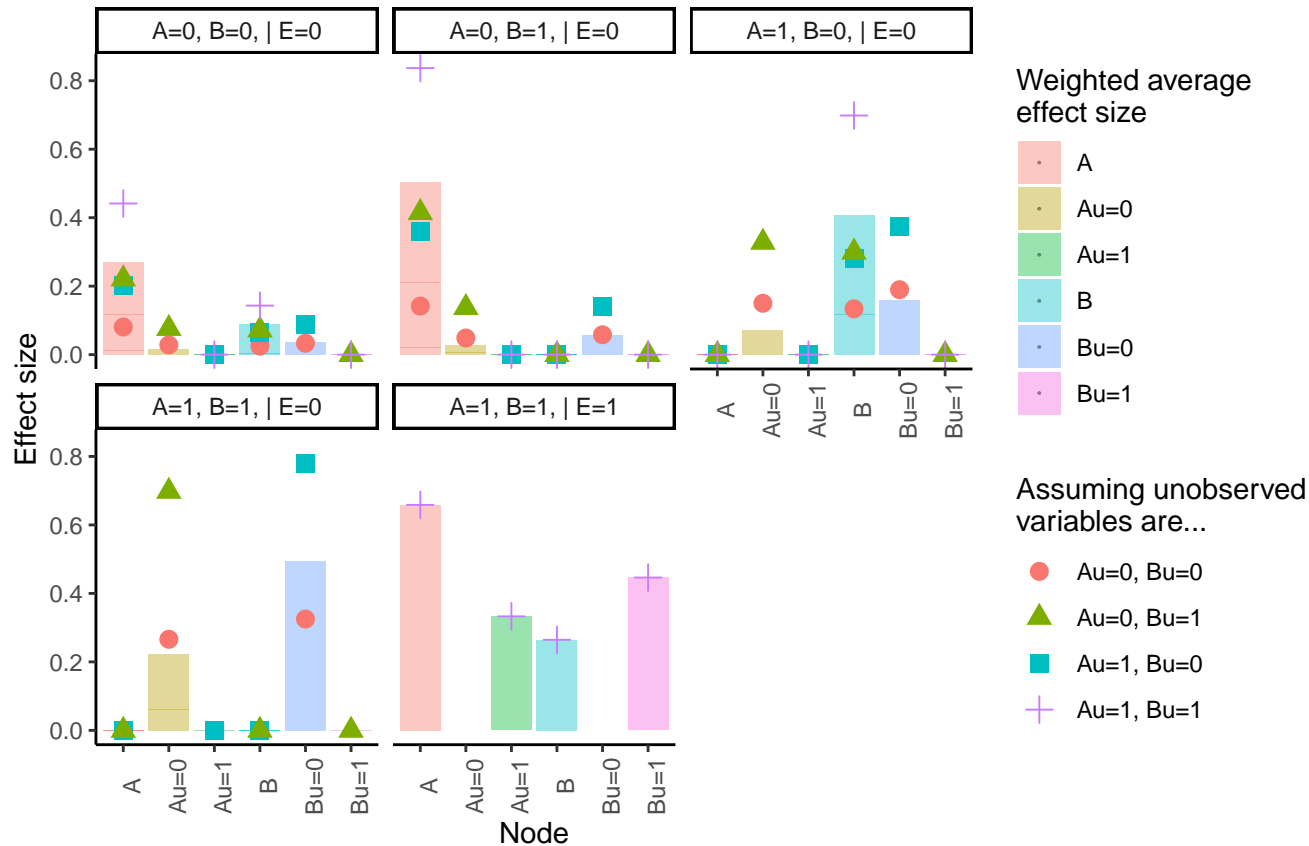 A=0, B=0, | E=0
A=0, B=1, | E=0
A=1, B=0, | E=0
0.8
0.6
0.4
0.2
0.0
A
Au=0
Au=1
B
Bu=0
Bu=1
Effect size
A=1, B=1, | E=0
A=1, B=1, | E=1
0.8
0.6
0.4
0.2
0.0
A
Au=0
Au=1
B
Bu=0
Bu=1
A
Au=0
Au=1
B
Bu=0
Bu=1
Node
Weighted average
effect size
A
Au=0
Au=1
B
Bu=0
Bu=1
Assuming unobserved
variables are...
Au=0, Bu=0
Au=0, Bu=1
Au=1, Bu=0
Au=1, Bu=1